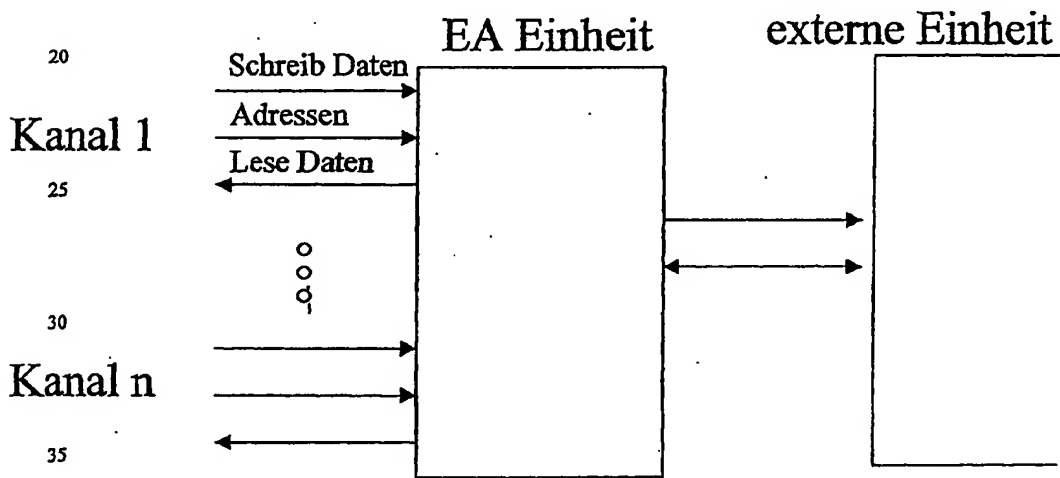 EA Einheit
externe Einheit
20
Schreib Daten
Adressen
Kanal 1
Lese Daten
25
30
Kanal n
35